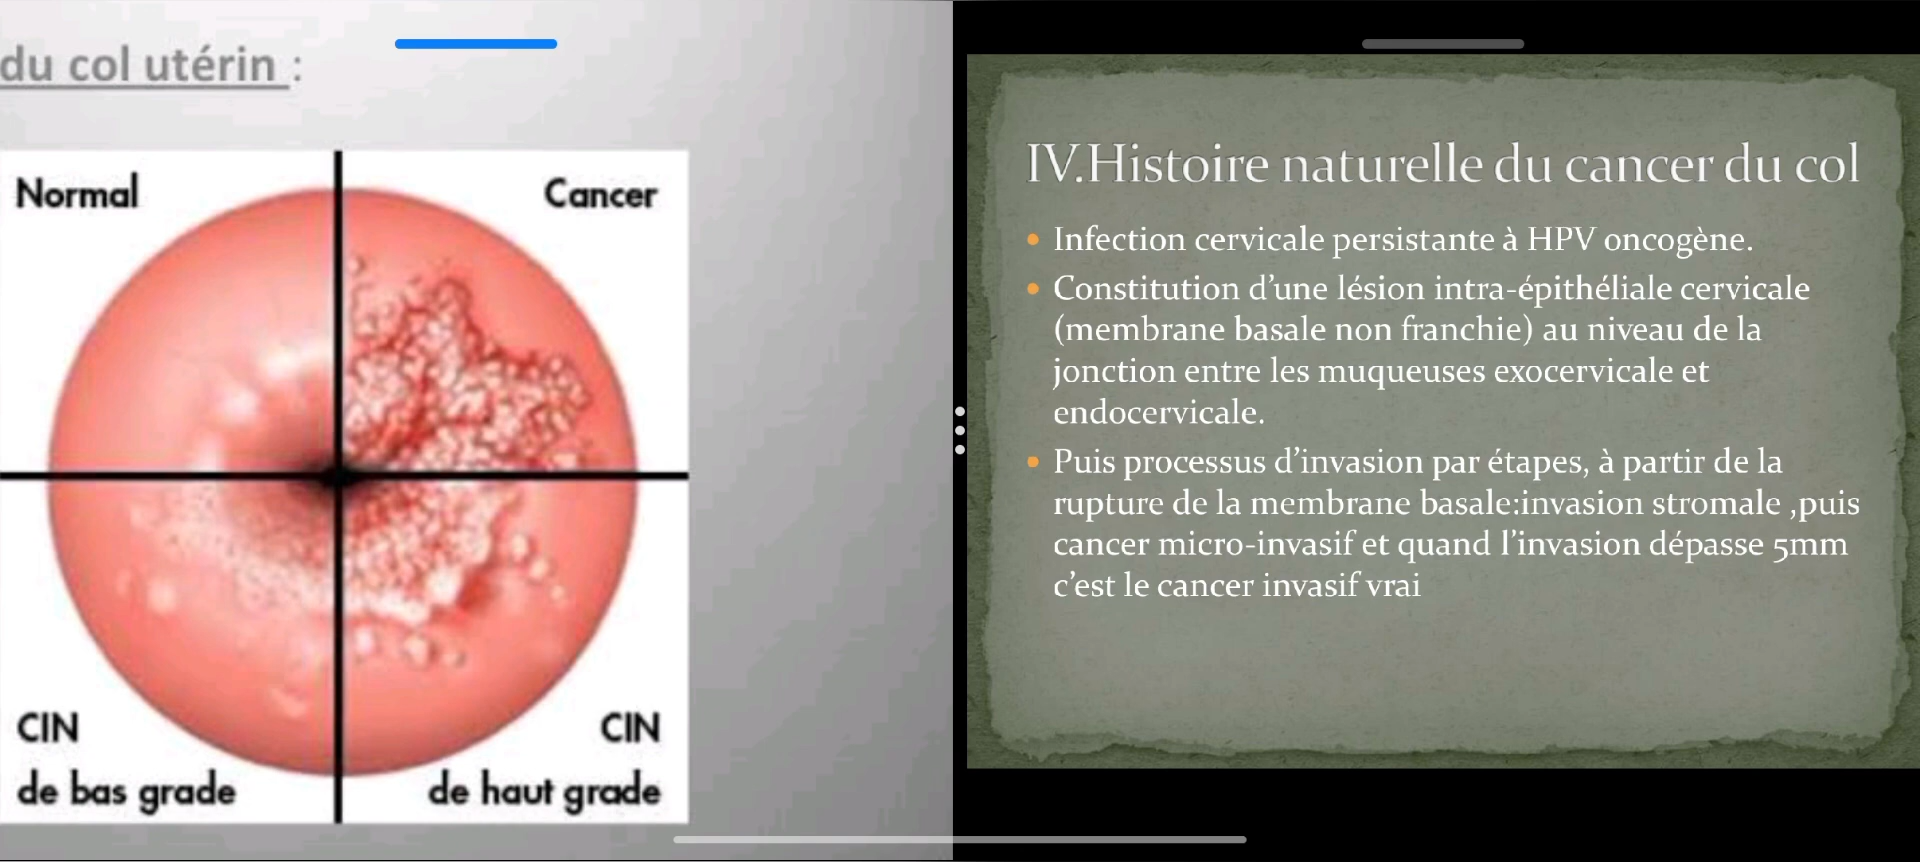 du col utérin :
Normal
Cancer
CIN
de bas grade
CIN
de haut grade
IV.Histoire naturelle du cancer du col
• Infection cervicale persistante à HPV oncogène.
• Constitution d’une lésion intra-épithéliale cervicale
(membrane basale non franchie) au niveau de la
jonction entre les muqueuses exocervicale et
endocervicale.
• Puis processus d’invasion par étapes, à partir de la
rupture de la membrane basale:invasion stromale ,puis
cancer micro-invasif et quand l’invasion dépasse 5mm
c’est le cancer invasif vrai